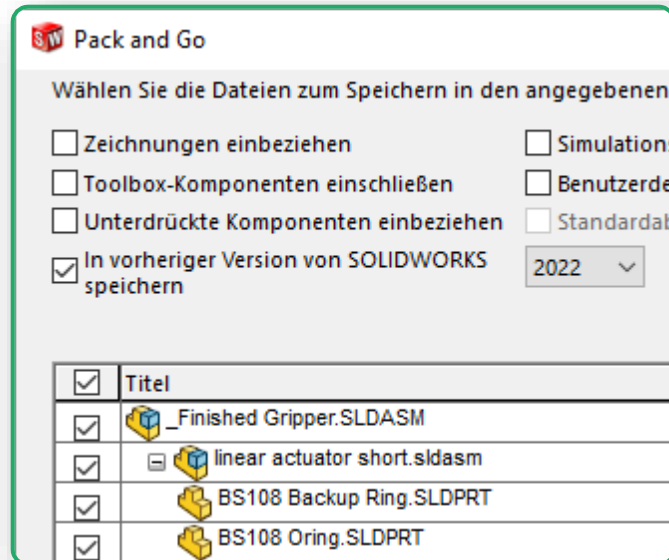 Pack and Go
Wählen Sie die Dateien zum Speichern in den angegebenen
Zeichnungen einbeziehen
Toolbox-Komponenten einschließen
Unterdrückte Komponenten einbeziehen
In vorheriger Version von SOLIDWORKS
speichern
Simulation
Benutzerde
Standardab
2022
Titel
_Finished Gripper.SLDASM
linear actuator short.sldasm
BS108 Backup Ring.SLDPRT
BS108 Oring.SLDPRT